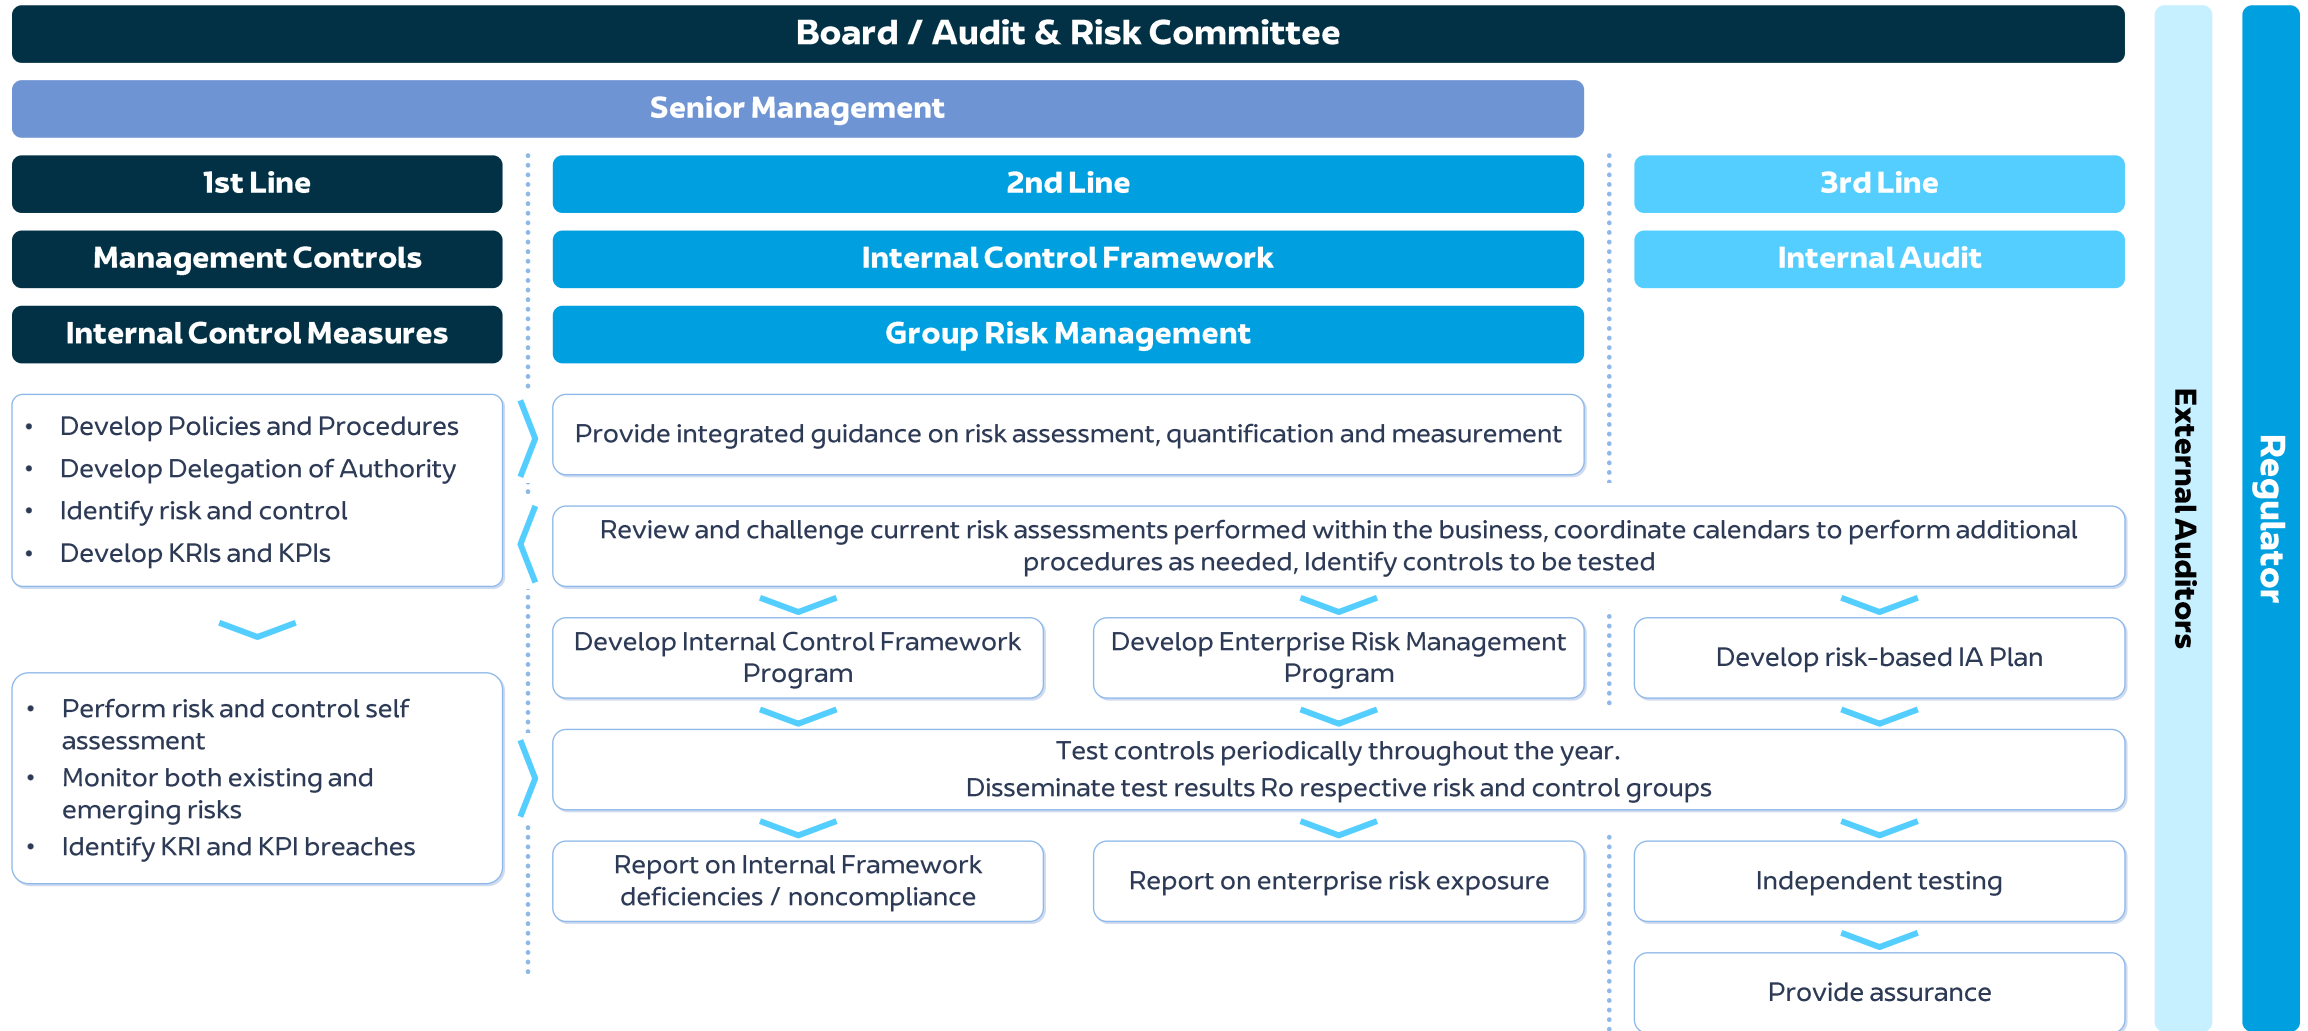 Board / Audit & Risk Committee
Senior Management
1st Line
2nd Line
3rd Line
Management Controls
Internal Control Framework
Internal Audit
Internal Control Measures
Group Risk Management
• Develop Policies and Procedures
• Develop Delegation of Authority
• Identify risk and control
• Develop KRIs and KPIs
Provide integrated guidance on risk assessment, quantification and measurement
Review and challenge current risk assessments performed within the business, coordinate calendars to perform additional
procedures as needed, Identify controls to be tested
Develop Internal Control Framework
Program
Develop Enterprise Risk Management
Program
Develop risk-based IA Plan
• Perform risk and control self
assessment
• Monitor both existing and
emerging risks
• Identify KRI and KPI breaches
Test controls periodically throughout the year.
Disseminate test results Ro respective risk and control groups
Report on Internal Framework
deficiencies / noncompliance
Report on enterprise risk exposure
Independent testing
Provide assurance
External Auditors
Regulator